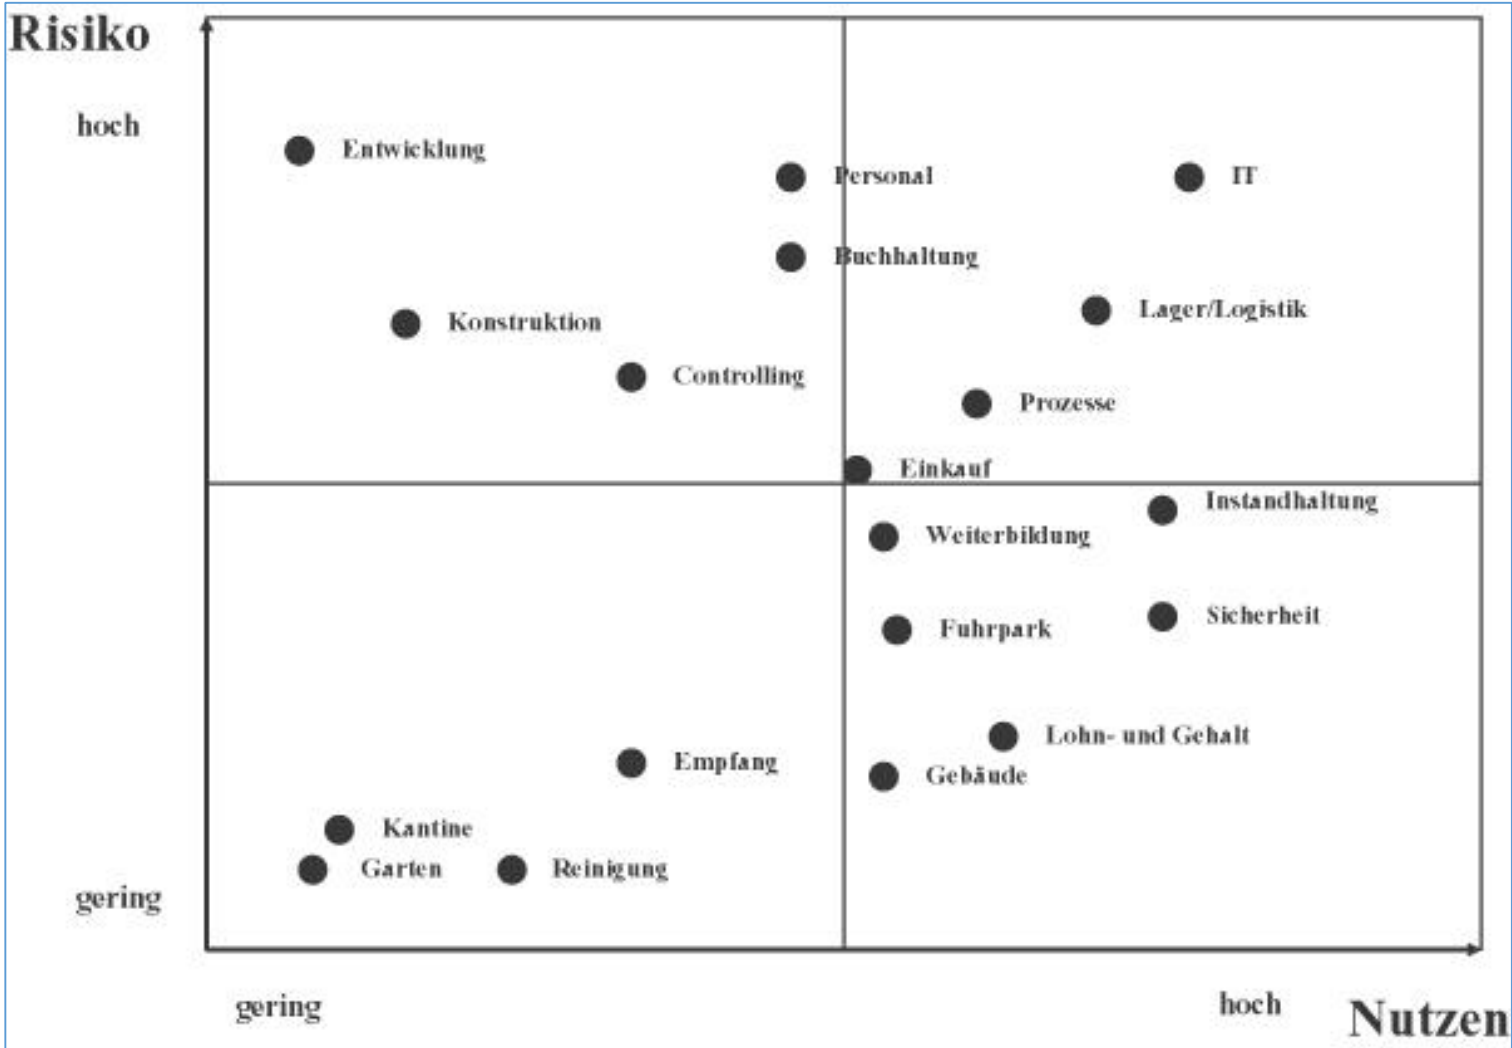 Risiko
hoch
Entwicklung
Personal
IT
Buchhaltung
Lager/Logistik
Konstruktion
Controlling
Prozesse
Einkauf
Instandhaltung
Weiterbildung
Sicherheit
Fuhrpark
Lohn- und Gehalt
Empfang
Gebäude
Kantine
Garten
Reinigung
gering
gering
hoch
Nutzen